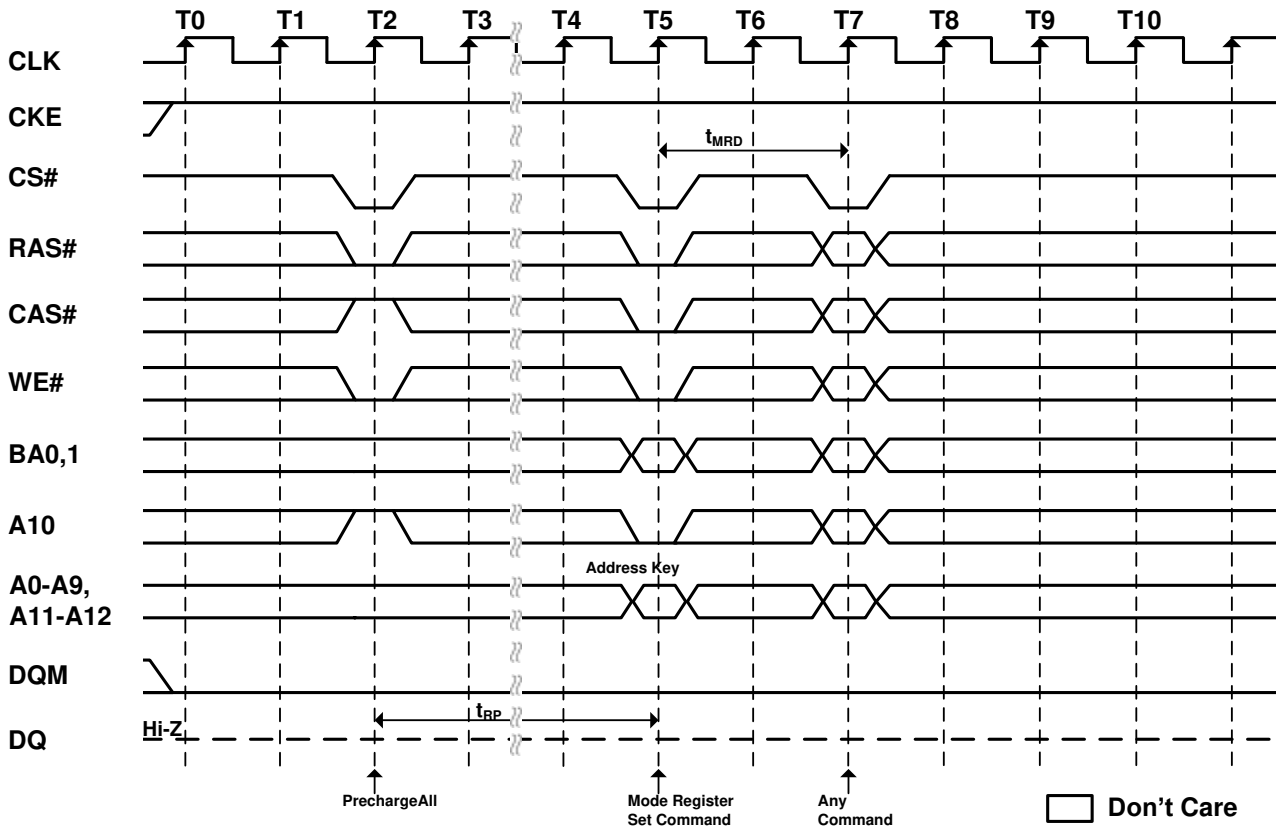 T0 T1 T2 T3 T4 T5 T6 T7 T8 T9 T10
CLK
CKE
tMRD
CS#
RAS#
CAS#
WE#
BA0,1
A10
Address Key
A0-A9,
A11-A12
DQM
tRP
Hi-Z
DQ
PrechargeAll
Mode Register
Set Command
Any
Command
Don't Care